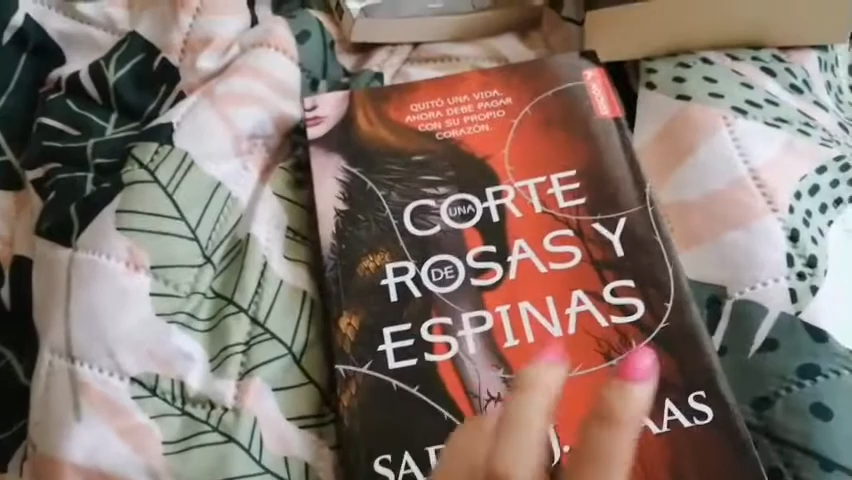 QUITÓ UNA VIDA.
AHORA DEBE PAGAR
CON SU PROPIO
CORAZÓN.
UNA CORTE
DE ROSAS Y
ESPINAS
J.